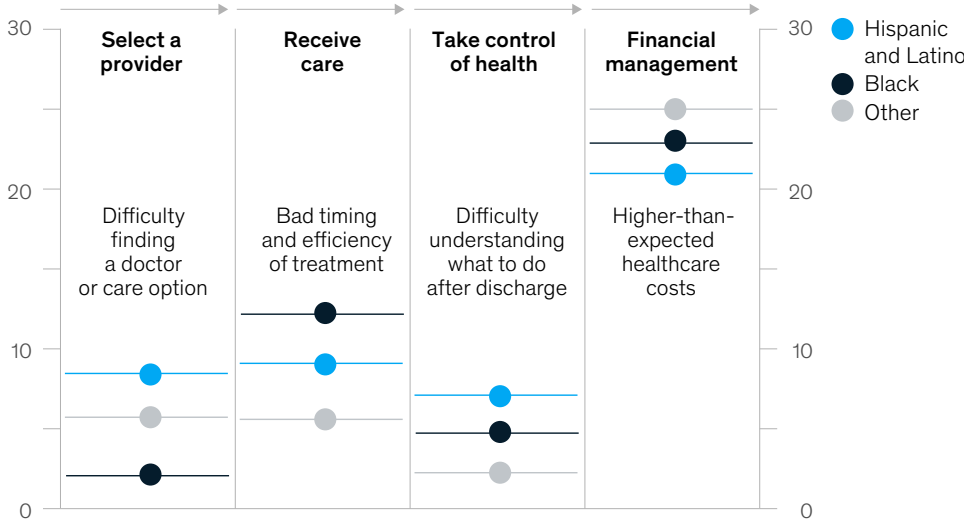 30
20
10
0
Select a
provider
Difficulty
finding
a doctor
or care option
Receive
care
Bad timing
and efficiency
of treatment
Take control
of health
Difficulty
understanding
what to do
after discharge
Financial
management
Higher-than-
expected
healthcare
costs
30
20
10
0
Hispanic
and Latino
Black
Other